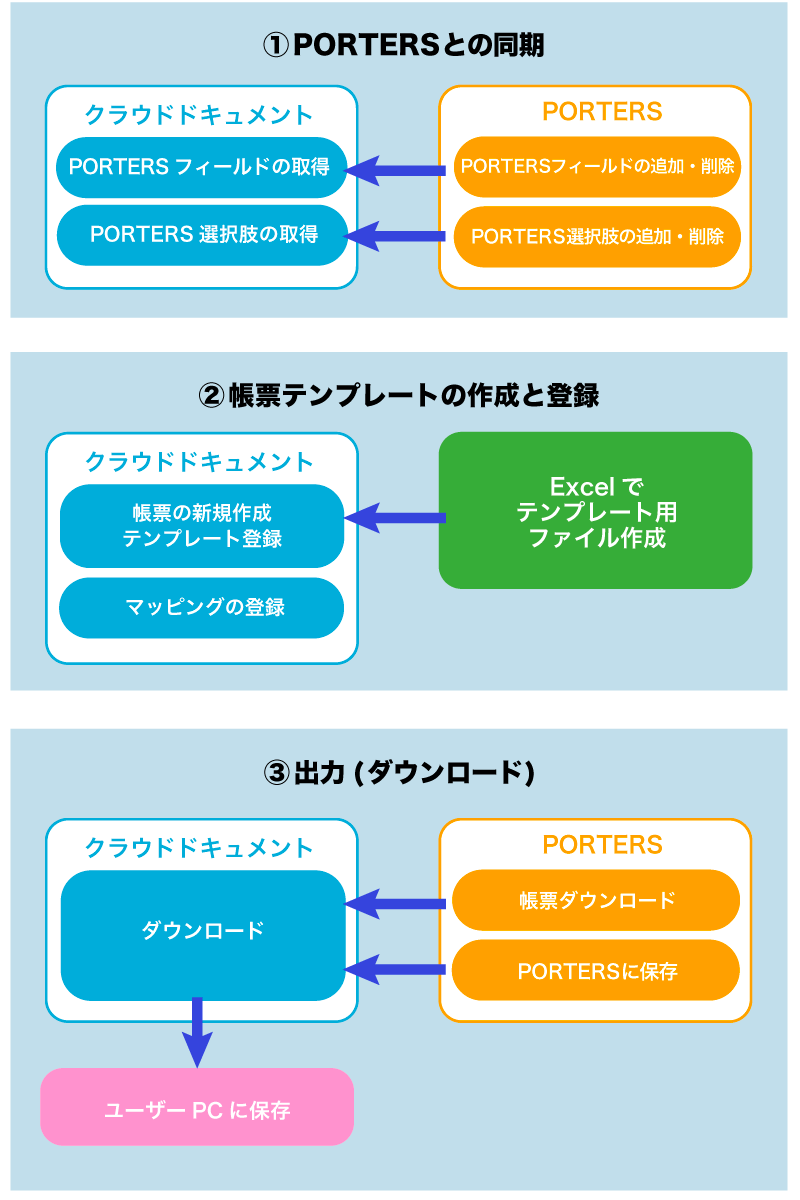 ①PORTERSとの同期
クラウドドキュメント
PORTERS フィールドの取得
PORTERS 選択肢の取得
PORTERS
PORTERSフィールドの追加・削除
PORTERS選択肢の追加・削除
②帳票テンプレートの作成と登録
クラウドドキュメント
帳票の新規作成
テンプレート登録
マッピングの登録
Excel で
テンプレート用
ファイル作成
③出力 (ダウンロード)
クラウドドキュメント
ダウンロード
PORTERS
帳票ダウンロード
PORTERSに保存
ユーザー PC に保存